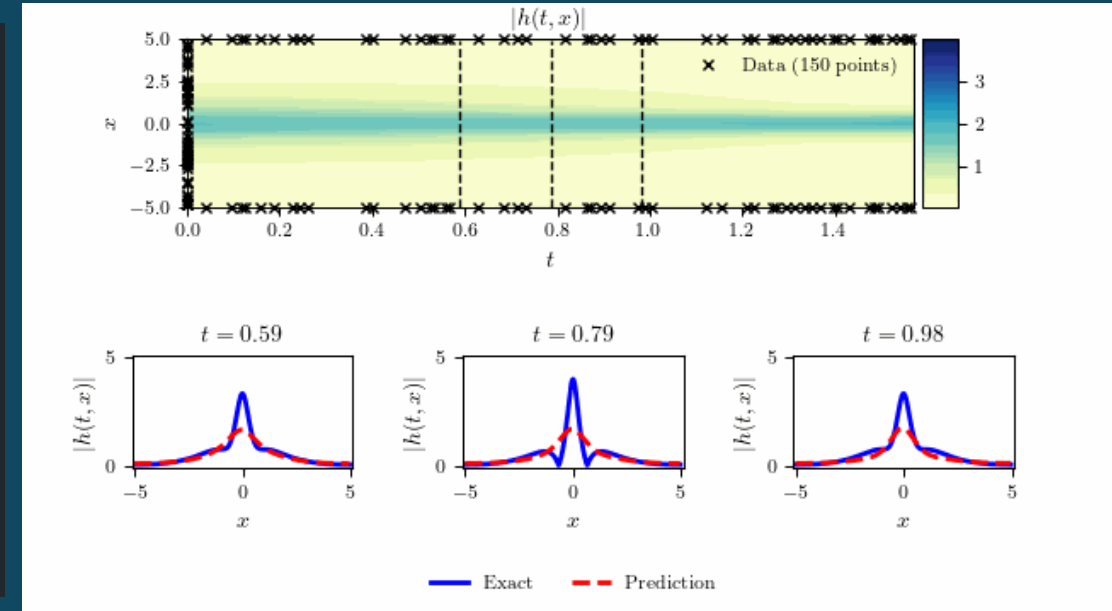 |h(t, x)|
5.0
2.5
0.0
−2.5
−5.0
x
Data (150 points)
3
2
1
0.0 0.2 0.4 0.6 0.8 1.0 1.2 1.4
t
t = 0.59
5
0
|h(t, x)|
−5 0 5
x
t = 0.79
5
0
|h(t, x)|
−5 0 5
x
t = 0.98
5
0
|h(t, x)|
−5 0 5
x
Exact Prediction